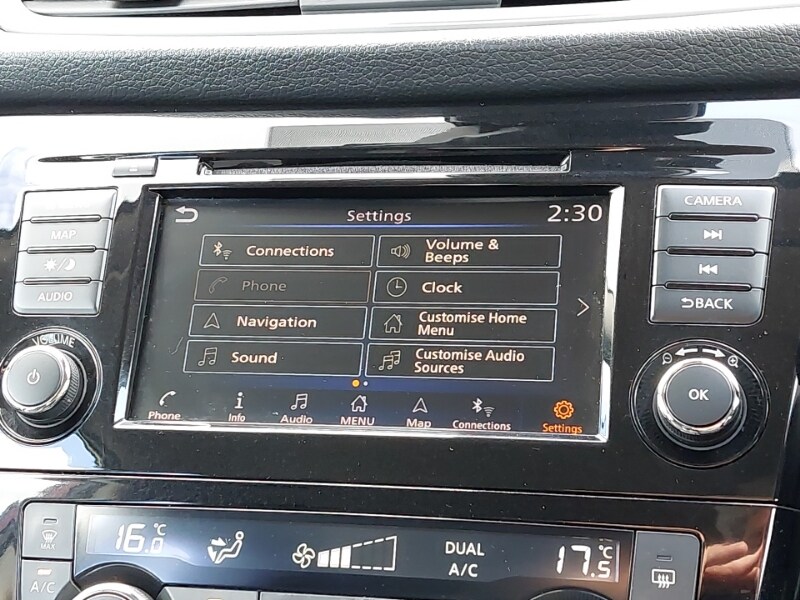 Settings
2:30
CAMERA
Connections
Volume &
Beeps
MAP
Phone
Clock
AUDIO
Navigation
Customise Home
Menu
BACK
VOLUME
Sound
Customise Audio
Sources
OK
Phone
Info
Audio
MENU
Map
Connections
Settings
MAX
A/C
16.0 °C
DUAL
A/C
17.5 °C